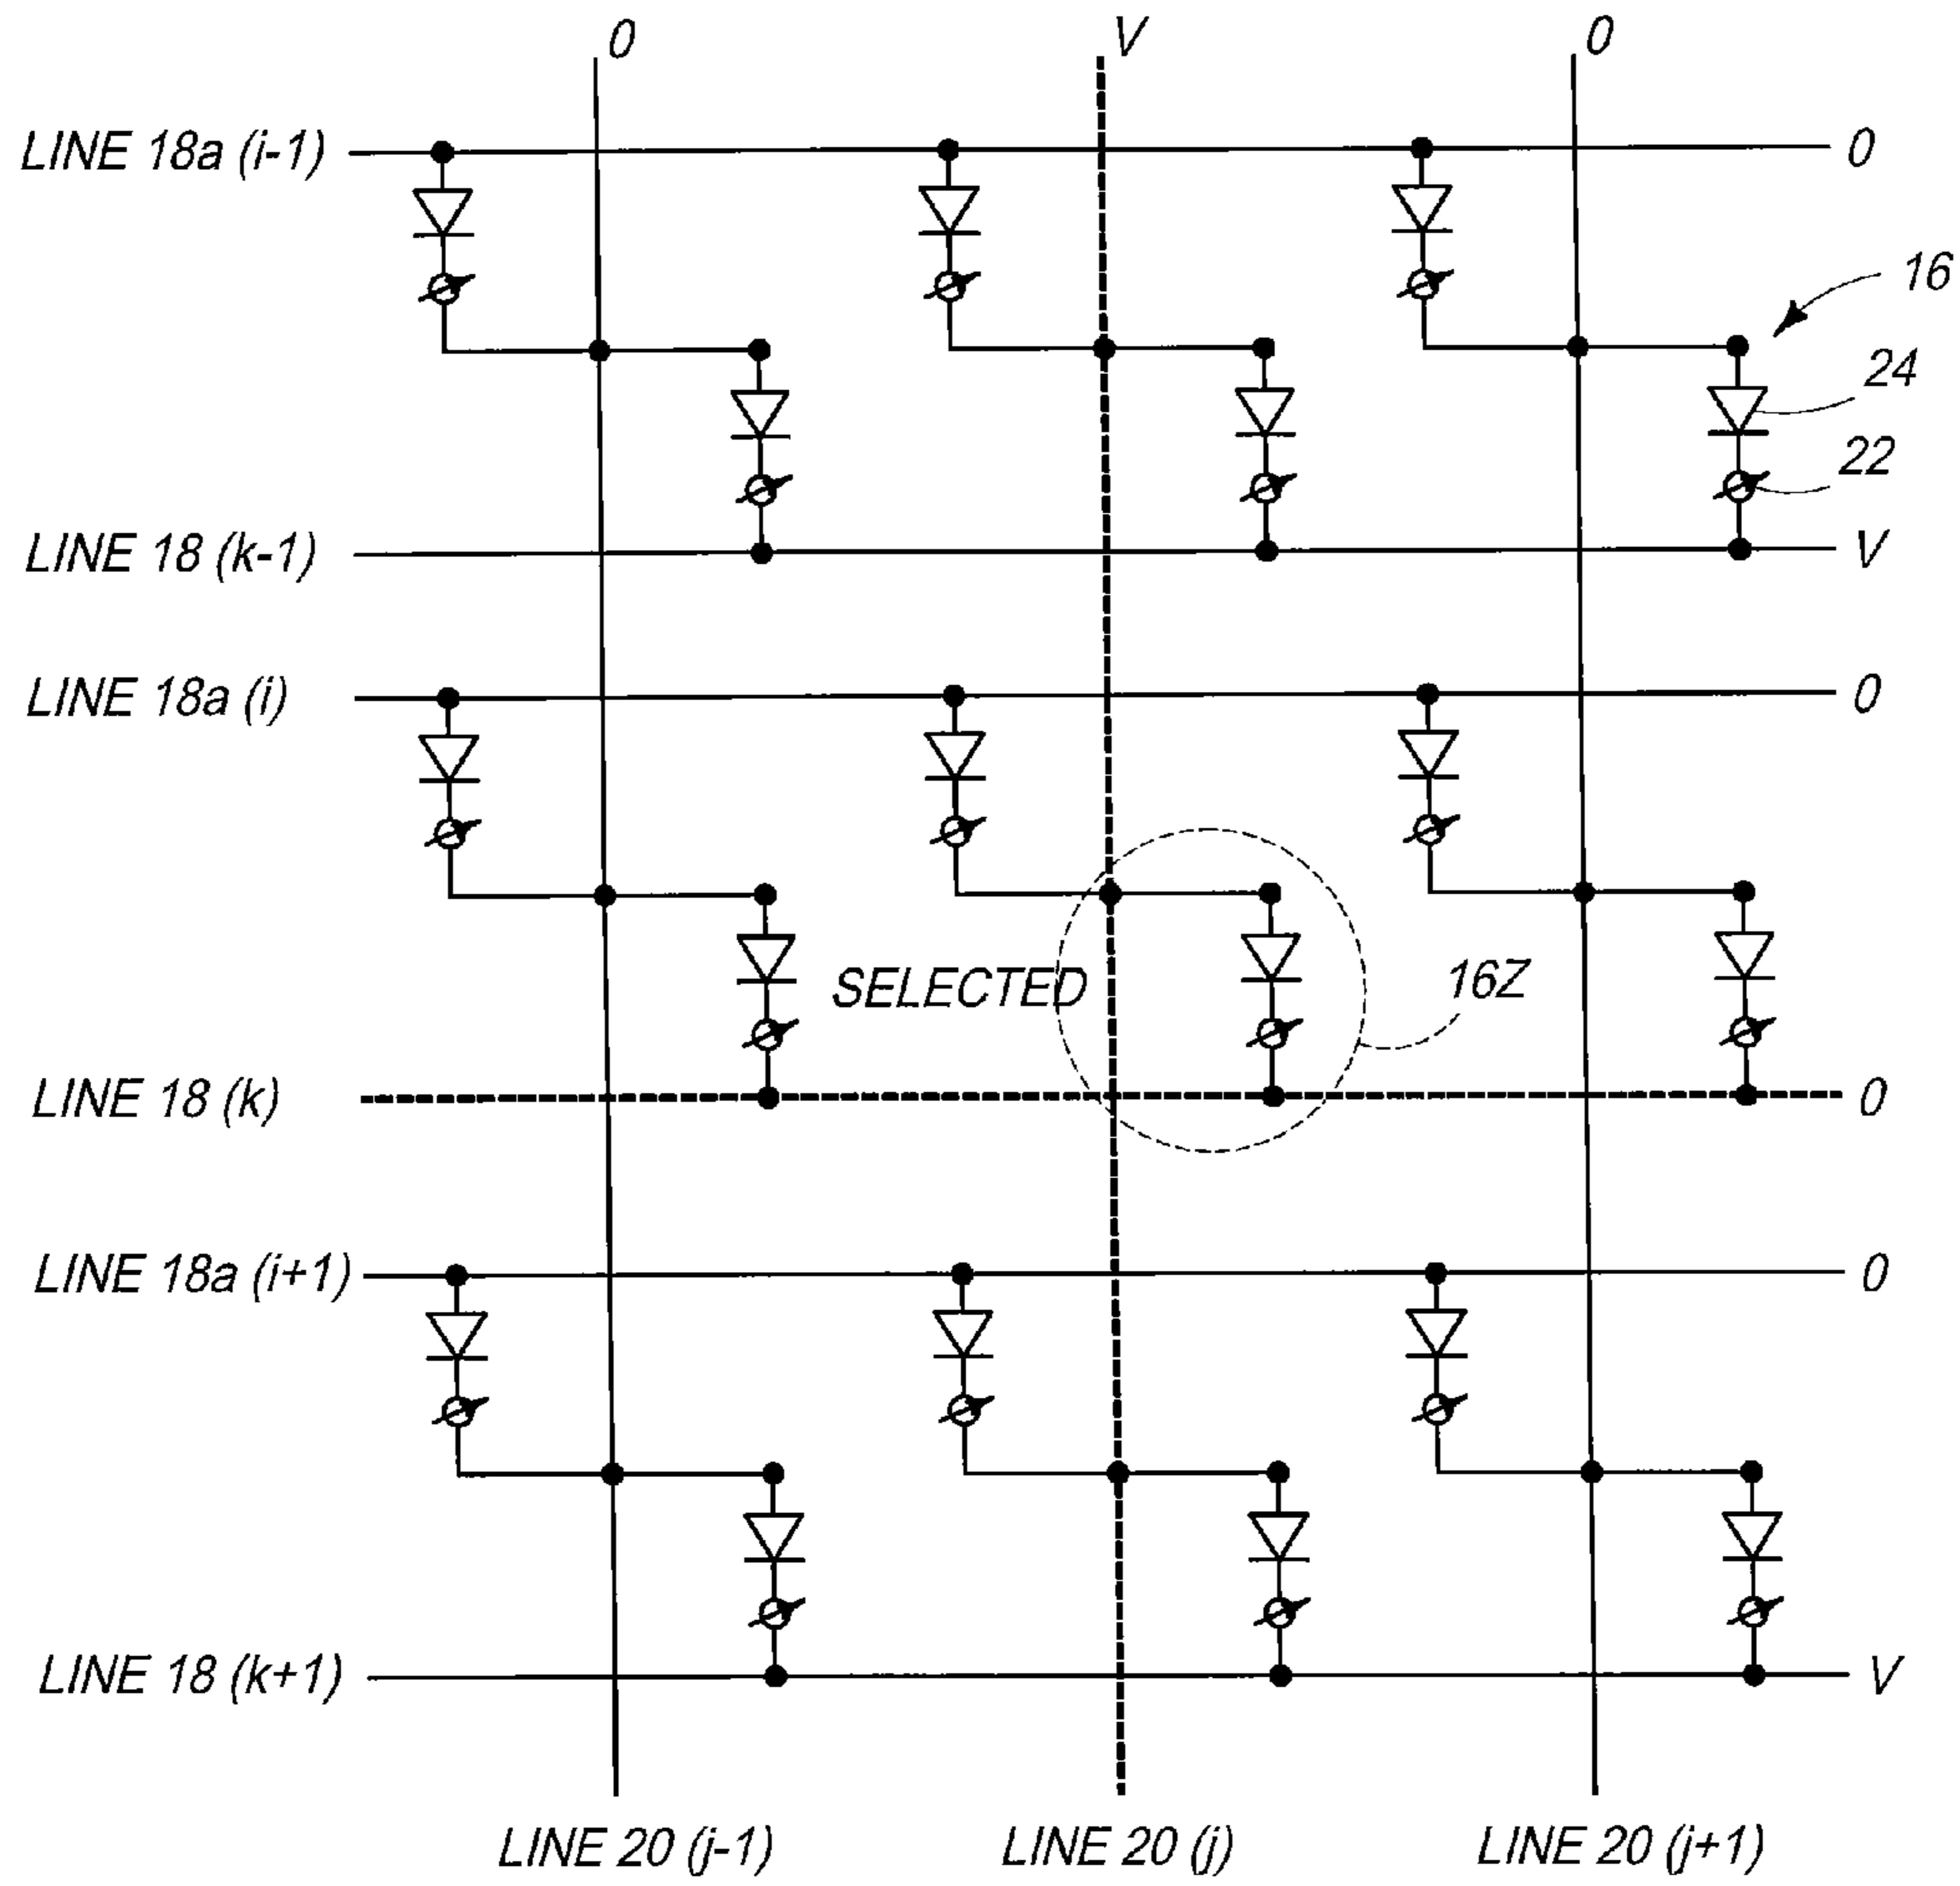 0 V 0
LINE 18a (i-1) 0
16
24
22
LINE 18 (k-1) V
LINE 18a (i) 0
SELECTED 16Z
LINE 18 (k) 0
LINE 18a (i+1) 0
LINE 18 (k+1) V
LINE 20 (j-1) LINE 20 (j) LINE 20 (j+1)